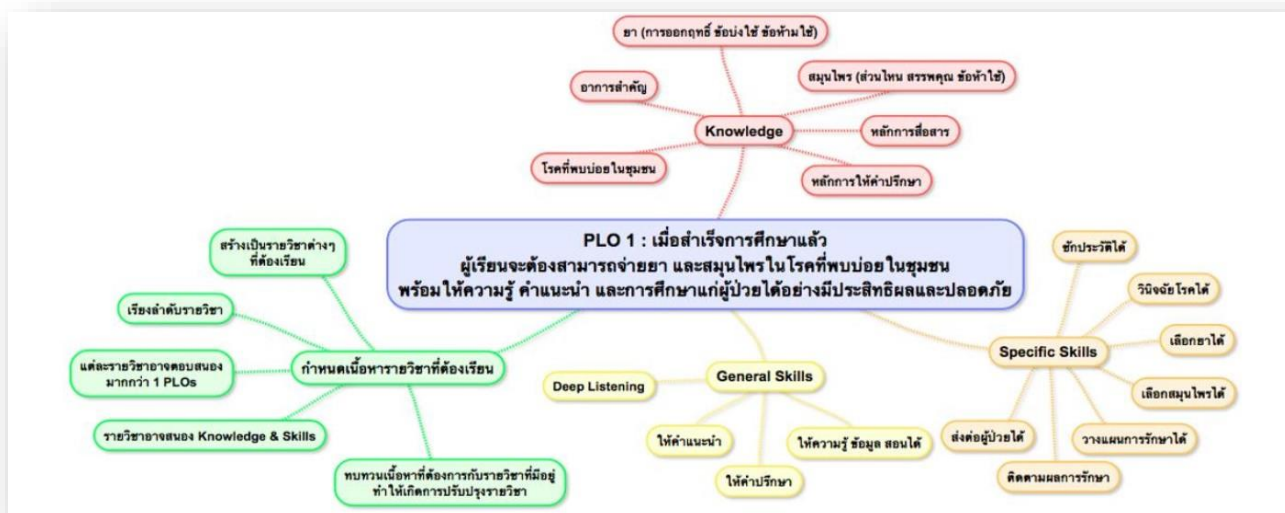 ยา (การออกฤทธิ์ ข้อบ่งใช้ ข้อห้ามใช้)
สมุนไพร (ส่วนไหน สรรพคุณ ข้อห้าใช้)
อาการสำคัญ
Knowledge
หลักการสื่อสาร
โรคที่พบบ่อยในชุมชน
หลักการให้คำปรึกษา
PLO 1 : เมื่อสำเร็จการศึกษาแล้ว
ผู้เรียนจะต้องสามารถจ่ายยา และสมุนไพรในโรคที่พบบ่อยในชุมชน
พร้อมให้ความรู้ คำแนะนำ และการศึกษาแก่ผู้ป่วยได้อย่างมีประสิทธิผลและปลอดภัย
สร้างเป็นรายวิชาต่างๆ
ที่ต้องเรียน
เรียงลำดับรายวิชา
แต่ละรายวิชาอาจตอบสนอง
มากกว่า 1 PLOs
กำหนดเนื้อหารายวิชาที่ต้องเรียน
รายวิชาอาจสนอง Knowledge & Skills
ทบทวนเนื้อหาที่ต้องการกับรายวิชาที่มีอยู่
ทำให้เกิดการปรับปรุงรายวิชา
General Skills
Deep Listening
ให้คำแนะนำ
ให้คำปรึกษา
ให้ความรู้ ข้อมูล สอนได้
Specific Skills
ซักประวัติได้
วินิจฉัยโรคได้
เลือกยาได้
เลือกสมุนไพรได้
วางแผนการรักษาได้
ติดตามผลการรักษา
ส่งต่อผู้ป่วยได้